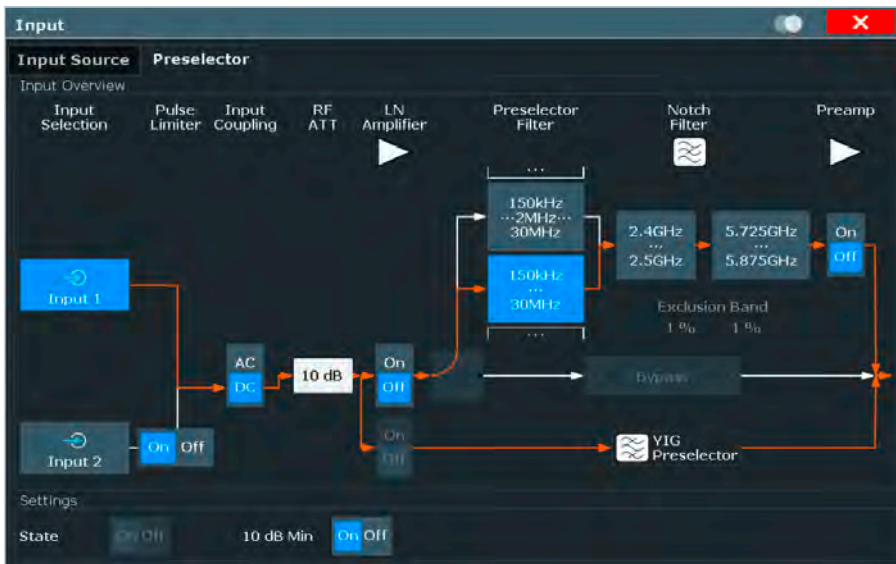 Input
Input Source
Preselector
Input Overview
Input
Selection
Pulse
Limiter
Input
Coupling
RF
ATT
LN
Amplifier
Preselector
Filter
Notch
Filter
Preamp
...
150kHz
...2MHz...
30MHz
2.4GHz
...
2.5GHz
5.725GHz
...
5.875GHz
On
Off
Input 1
150kHz
...
30MHz
Exclusion Band
1 % 1 %
...
AC
DC
10 dB
On
Off
Bypass
Input 2
On Off
On
Off
YIG
Preselector
Settings
State
On Off
10 dB Min
On Off